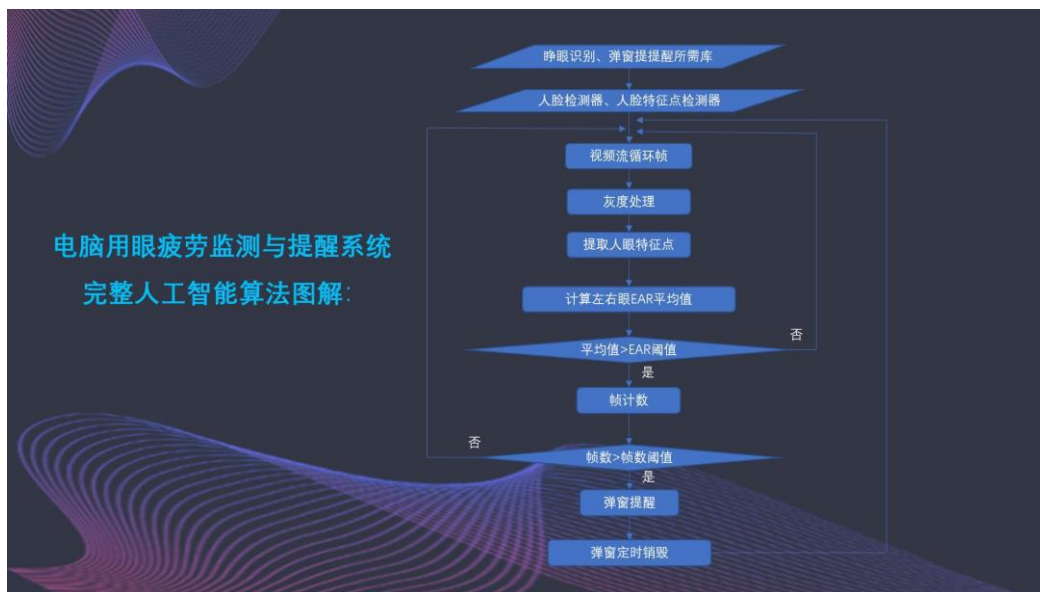 睁眼识别、弹窗提提醒所需库
人脸检测器、人脸特征点检测器
视频流循环帧
灰度处理
提取人眼特征点
电脑用眼疲劳监测与提醒系统
完整人工智能算法图解:
计算左右眼EAR平均值
否
平均值>EAR阈值
是
帧计数
否
帧数>帧数阈值
是
弹窗提醒
弹窗定时销毁